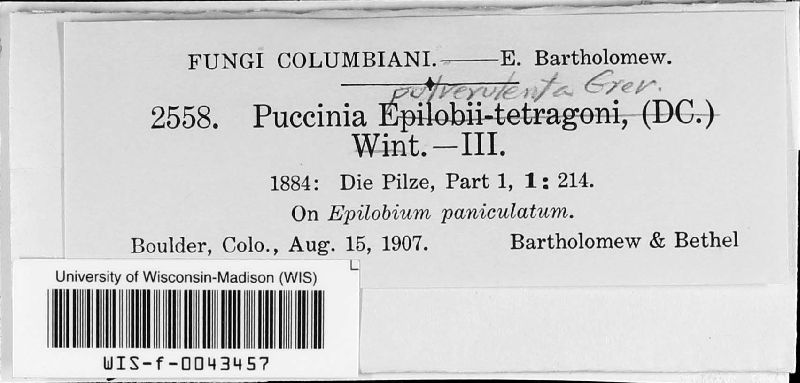 FUNGI COLUMBIANI.——E. Bartholomew.
pulverulenta Grev.
2558. Puccinia Epilobii-tetragoni, (DC.)
Wint.—III.
1884: Die Pilze, Part 1, 1: 214.
On Epilobium paniculatum.
Boulder, Colo., Aug. 15, 1907. Bartholomew & Bethel
L
University of Wisconsin-Madison (WIS)
WIS-f-0043457